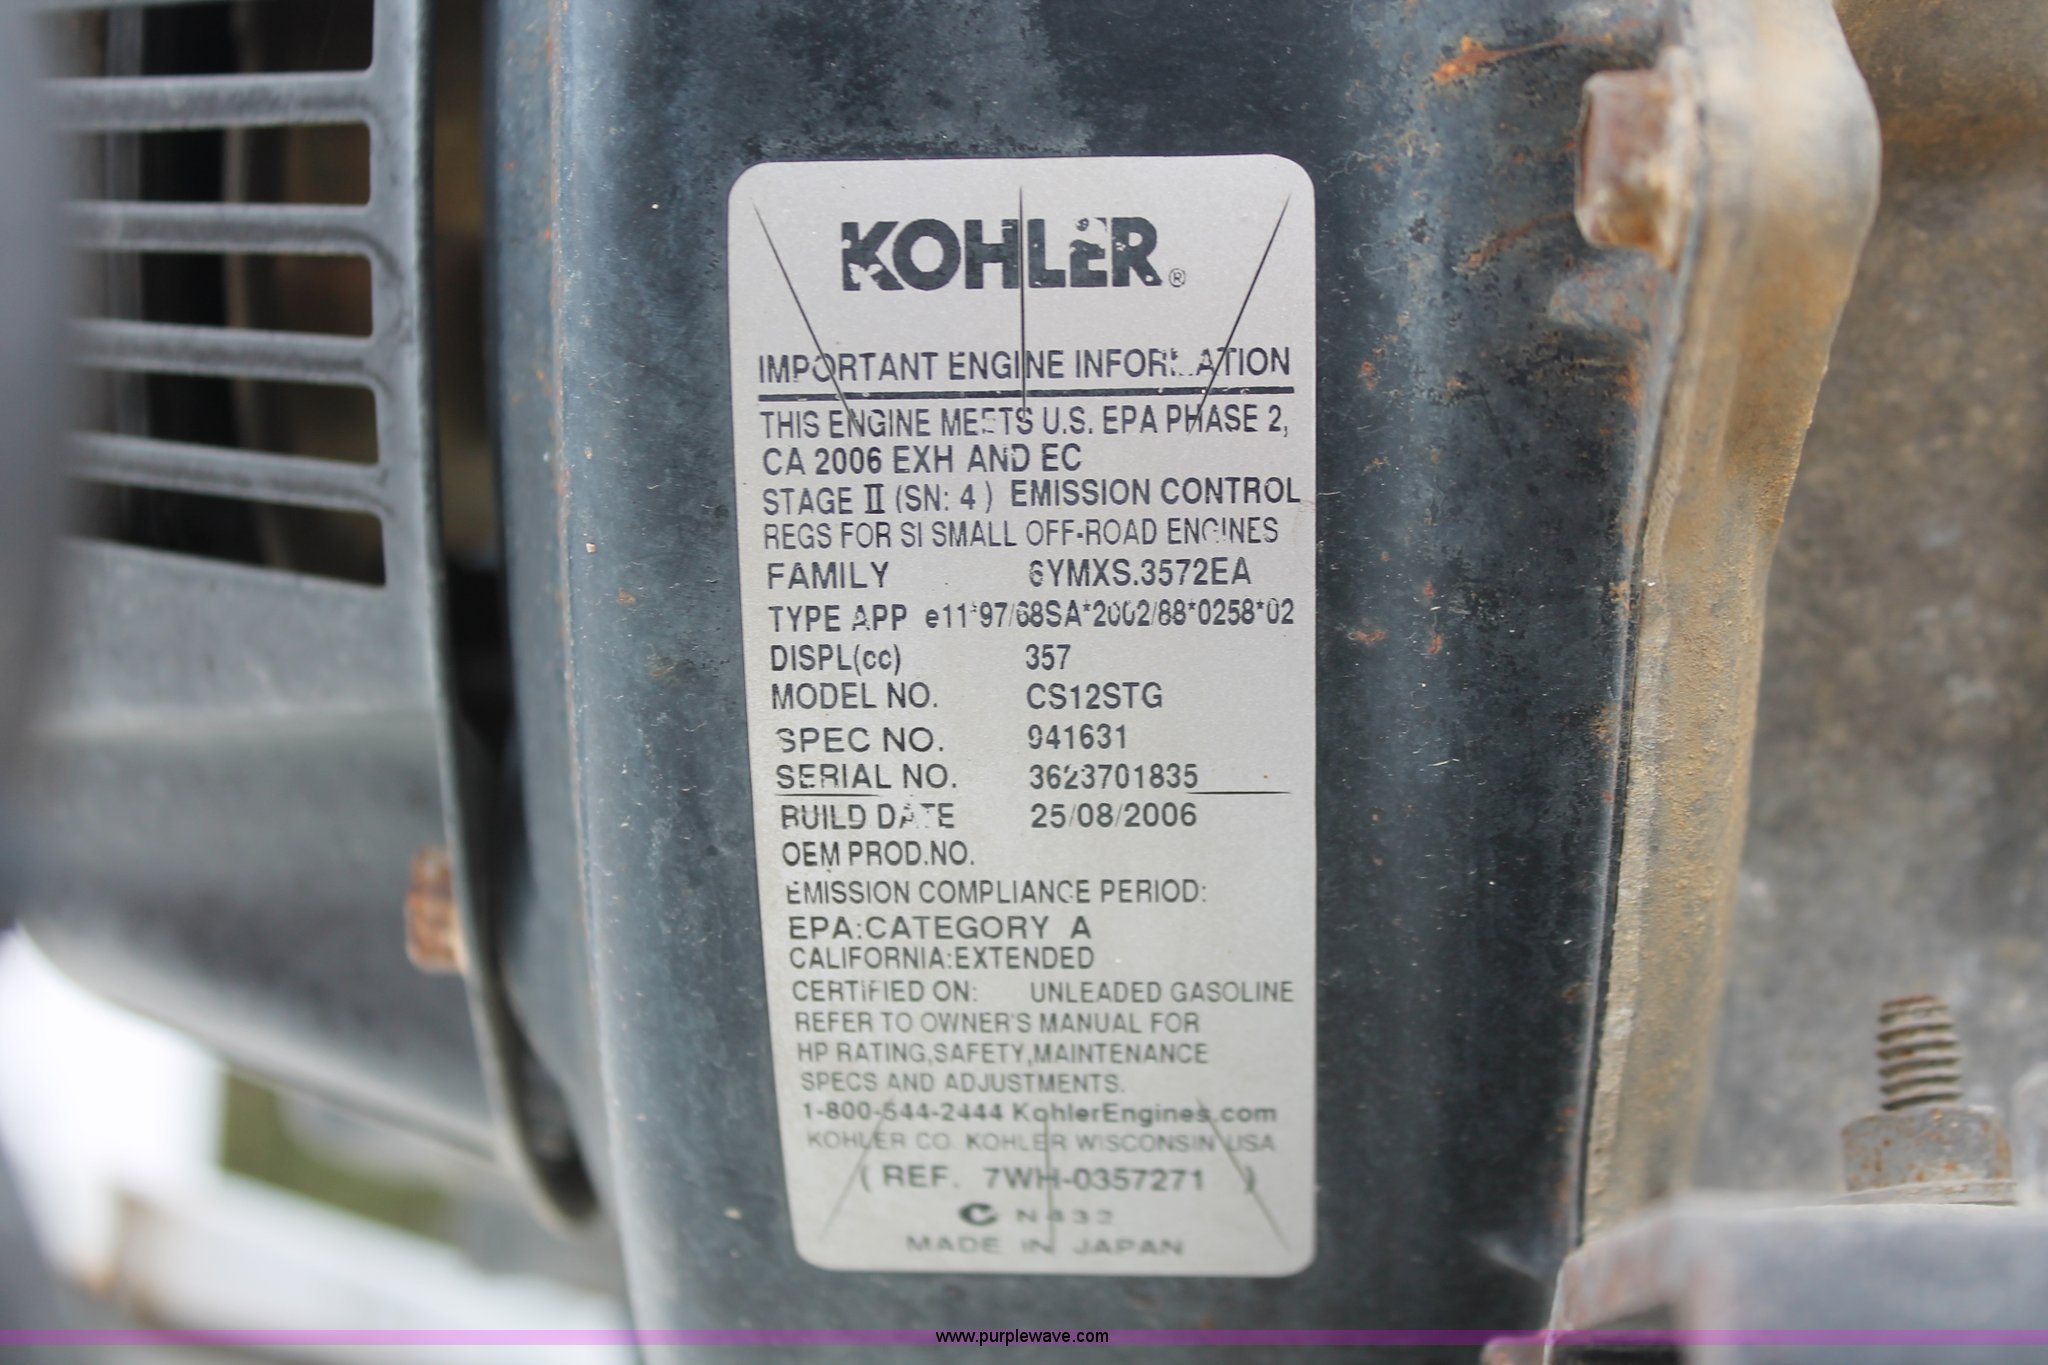 KOHLER®
IMPORTANT ENGINE INFORMATION
THIS ENGINE MEETS U.S. EPA PHASE 2,
CA 2006 EXH AND EC
STAGE II (SN: 4 ) EMISSION CONTROL
REGS FOR SI SMALL OFF-ROAD ENGINES
FAMILY 6YMXS.3572EA
TYPE APP e11*97/68SA*2002/88*0258*02
DISPL(cc) 357
MODEL NO. CS12STG
SPEC NO. 941631
SERIAL NO. 3623701835
BUILD DATE 25/08/2006
OEM PROD.NO.
EMISSION COMPLIANCE PERIOD:
EPA:CATEGORY A
CALIFORNIA:EXTENDED
CERTIFIED ON: UNLEADED GASOLINE
REFER TO OWNER'S MANUAL FOR
HP RATING,SAFETY,MAINTENANCE
SPECS AND ADJUSTMENTS.
1-800-544-2444 KohlerEngines.com
KOHLER CO. KOHLER WISCONSIN USA
( REF. 7WH-0357271 )
C N432
MADE IN JAPAN
www.purplewave.com